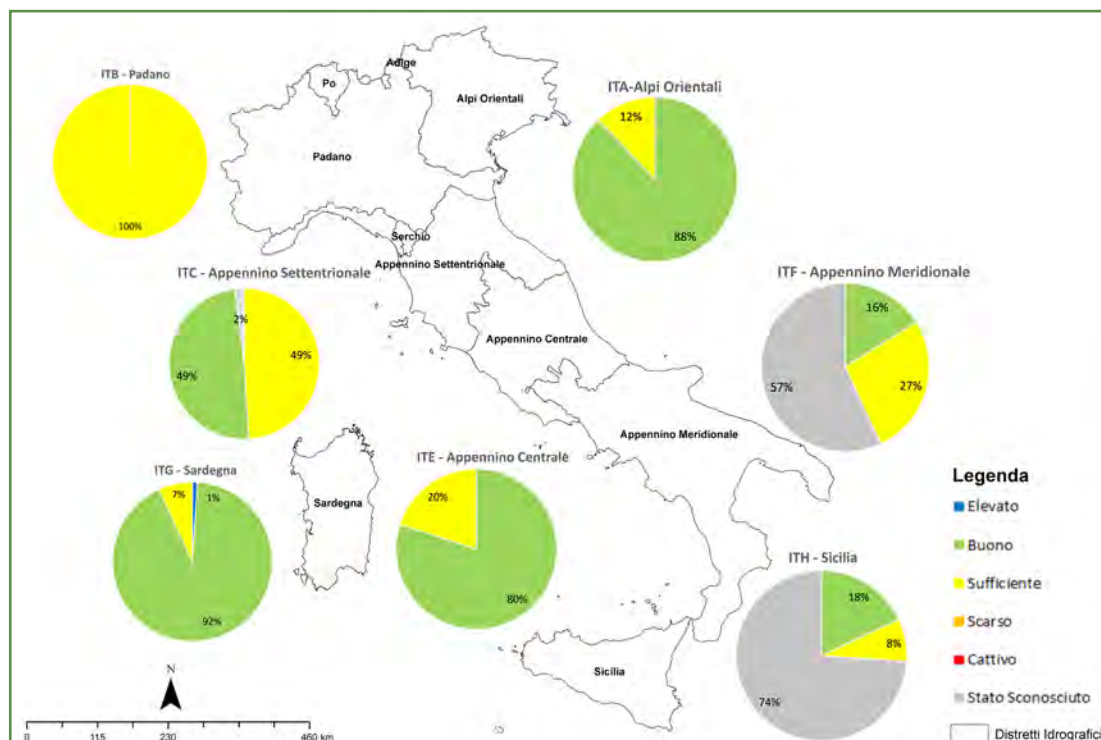 ITB - Padano
100%
Adige
Po
Alpi Orientali
Padano
ITA-Alpi Orientali
12%
88%
Serchio
Appennino Settentrionale
ITC - Appennino Settentrionale
2%
49%
49%
ITF - Appennino Meridionale
16%
27%
57%
Appennino Centrale
Appennino Meridionale
ITG - Sardegna
7%
1%
92%
Sardegna
ITE - Appennino Centrale
20%
80%
ITH - Sicilia
18%
8%
74%
Sicilia
Legenda
Elevato
Buono
Sufficiente
Scarso
Cattivo
Stato Sconosciuto
Distretti Idrografici
N
0 115 230 460 km